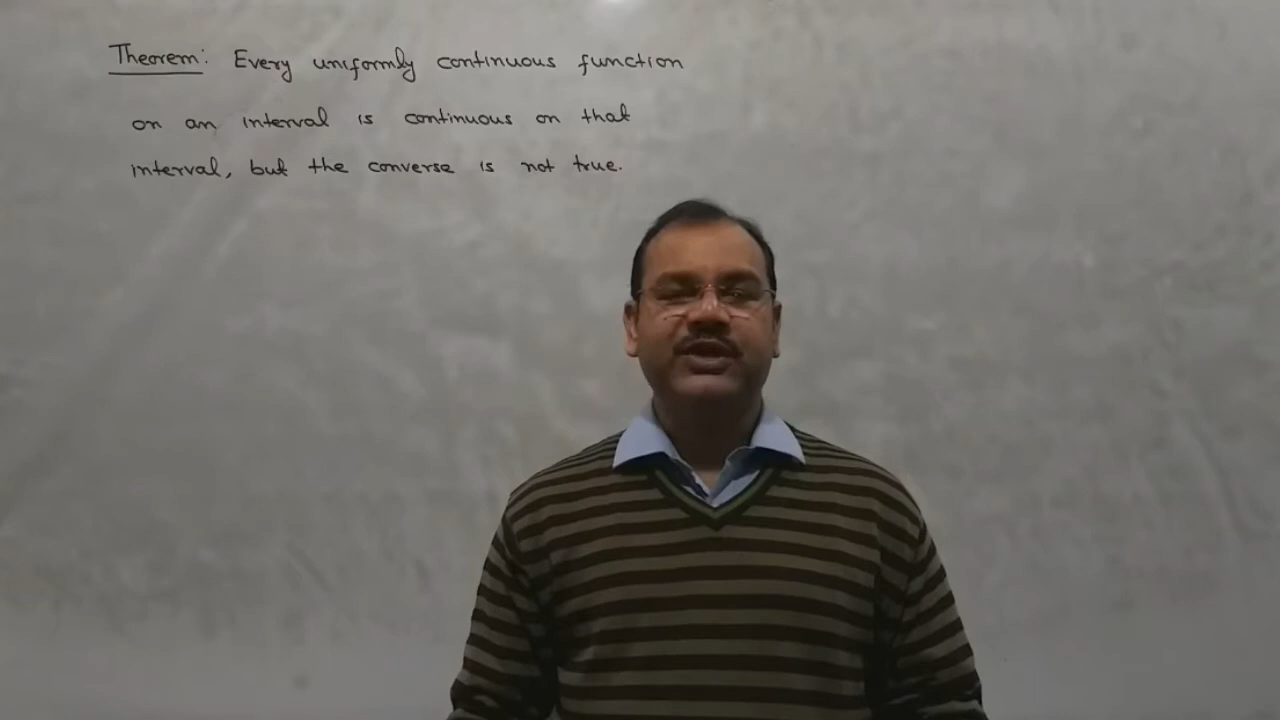 Theorem: Every uniformly continuous function
on an interval is continuous on that
interval, but the converse is not true.